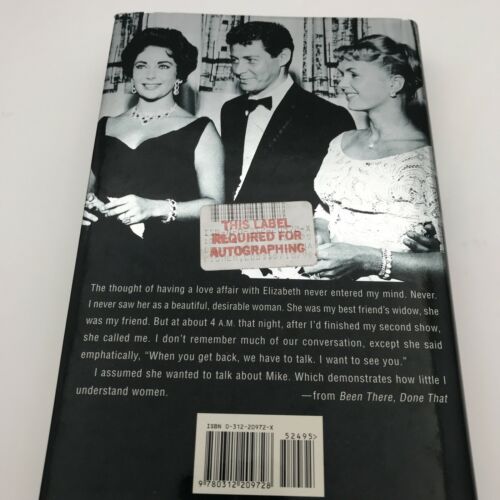 THIS LABEL
REQUIRED FOR
AUTOGRAPHING
The thought of having a love affair with Elizabeth never entered my mind. Never.
I never saw her as a beautiful, desirable woman. She was my best friend's widow, she
was my friend. But at about 4 A.M. that night, after I'd finished my second show,
she called me. I don't remember much of our conversation, except she said
emphatically, "When you get back, we have to talk. I want to see you."
I assumed she wanted to talk about Mike. Which demonstrates how little I
understand women. —from Been There, Done That
ISBN 0-312-20972-X
52495>
9 780312 209728